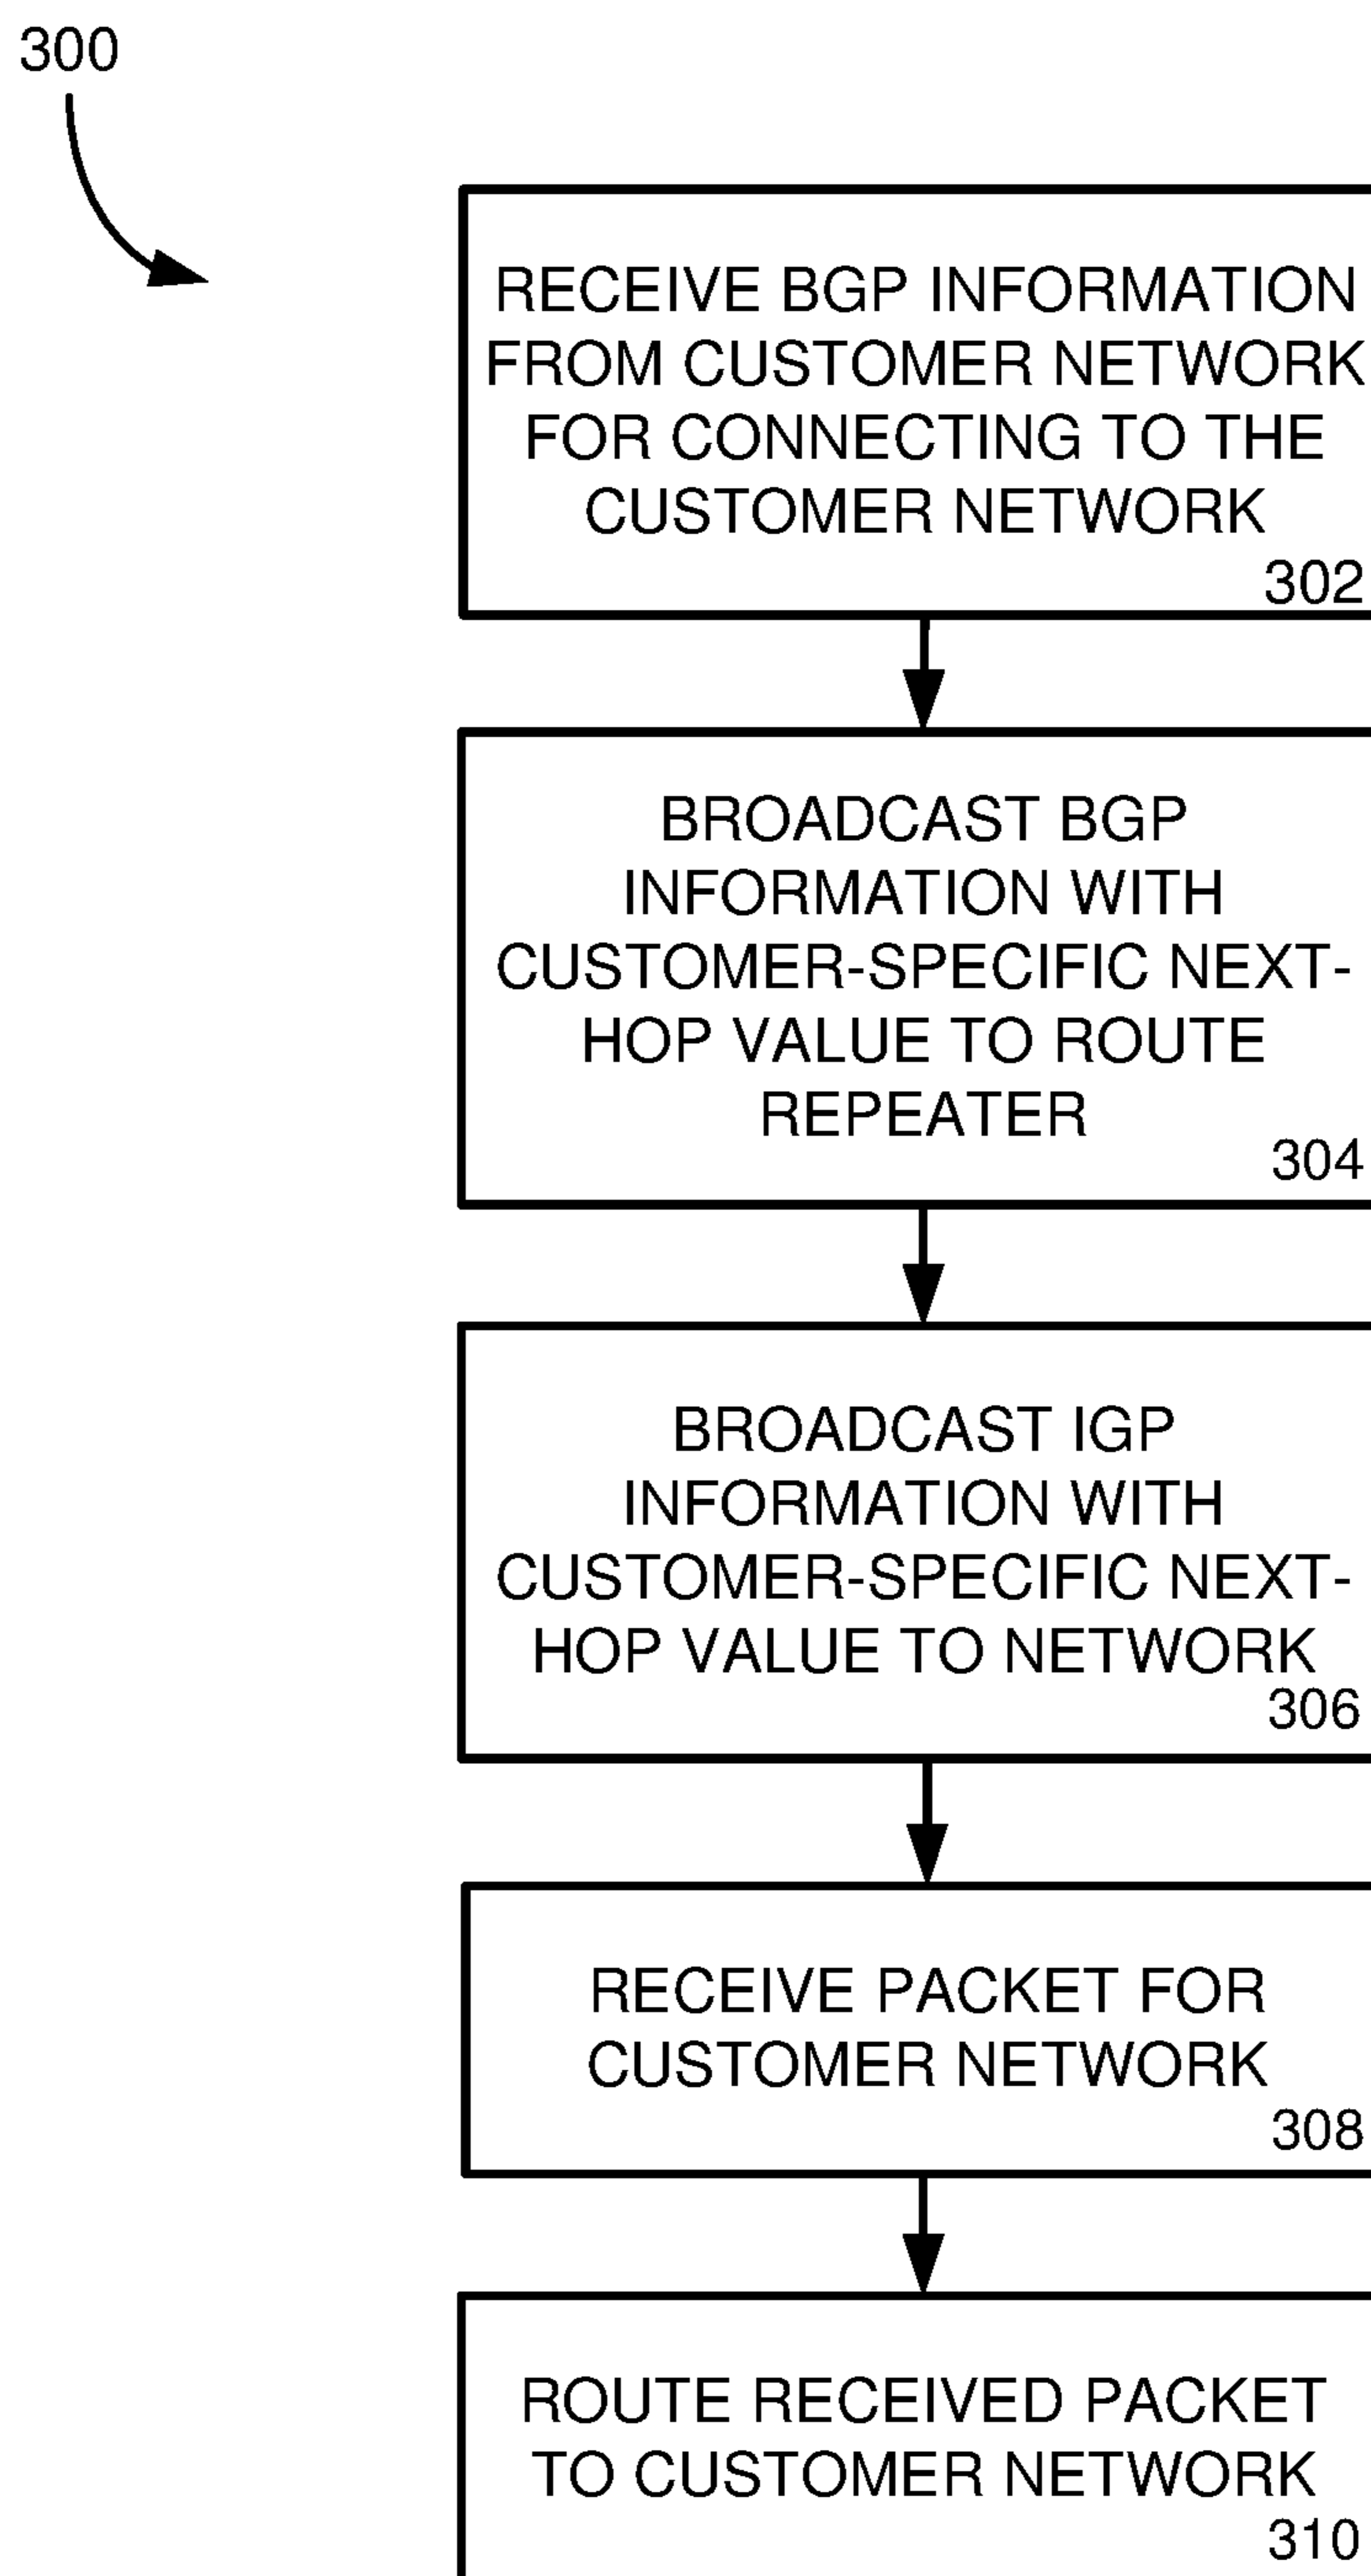 300
RECEIVE BGP INFORMATION
FROM CUSTOMER NETWORK
FOR CONNECTING TO THE
CUSTOMER NETWORK
302
BROADCAST BGP
INFORMATION WITH
CUSTOMER-SPECIFIC NEXT-
HOP VALUE TO ROUTE
REPEATER
304
BROADCAST IGP
INFORMATION WITH
CUSTOMER-SPECIFIC NEXT-
HOP VALUE TO NETWORK
306
RECEIVE PACKET FOR
CUSTOMER NETWORK
308
ROUTE RECEIVED PACKET
TO CUSTOMER NETWORK
310